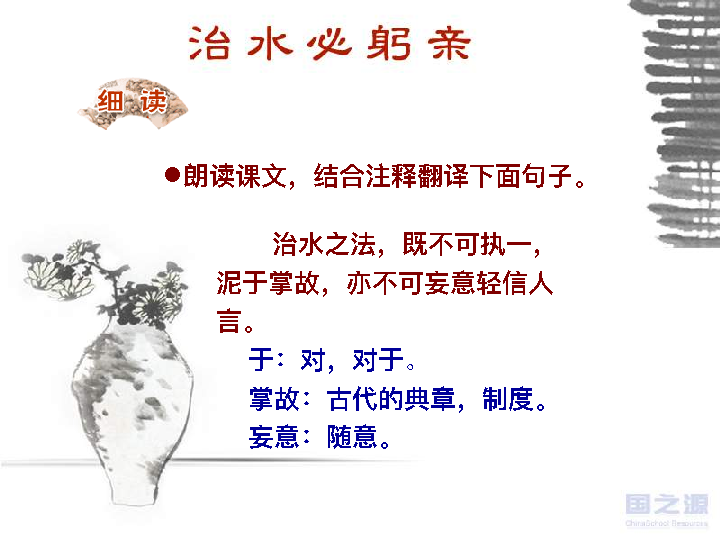 治水必躬亲
细 读
●朗读课文，结合注释翻译下面句子。
治水之法，既不可执一，
泥于掌故，亦不可妄意轻信人
言。
于：对，对于。
掌故：古代的典章，制度。
妄意：随意。
国之源
ChinaSchool Resources